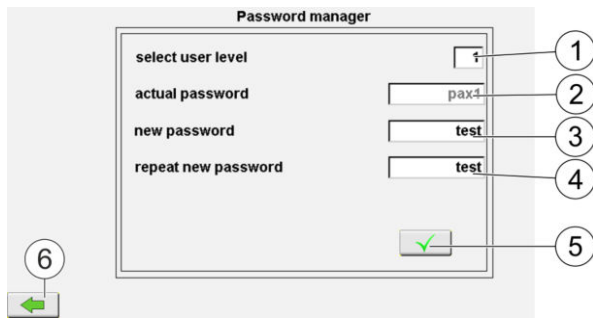 Password manager
select user level 1 1
actual password pax1 2
new password test 3
repeat new password test 4
5
6